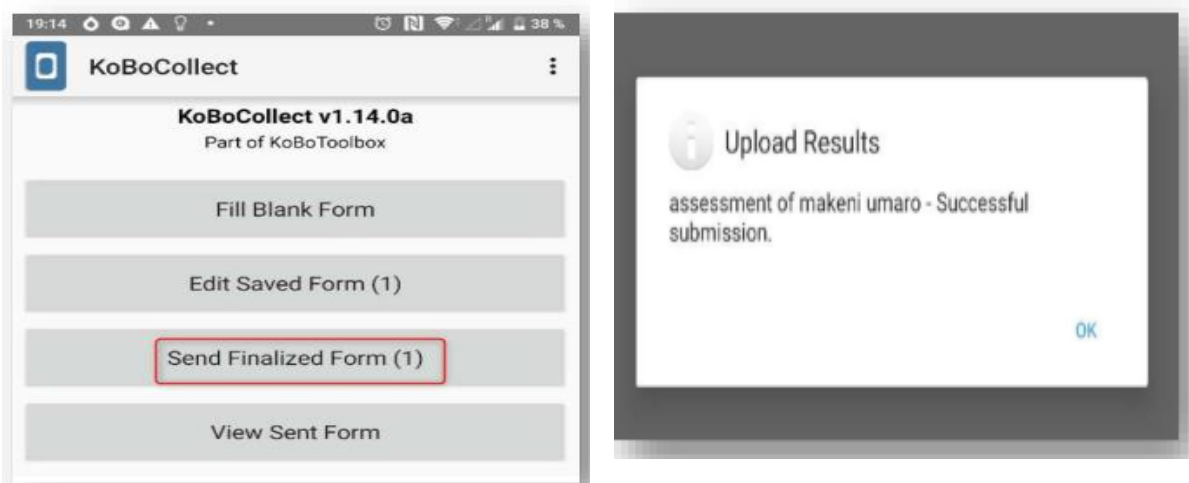 19:14
38 %
KoBoCollect
KoBoCollect v1.14.0a
Part of KoBoToolbox
Fill Blank Form
Edit Saved Form (1)
Send Finalized Form (1)
View Sent Form
Upload Results
assessment of makeni umaro - Successful
submission.
OK